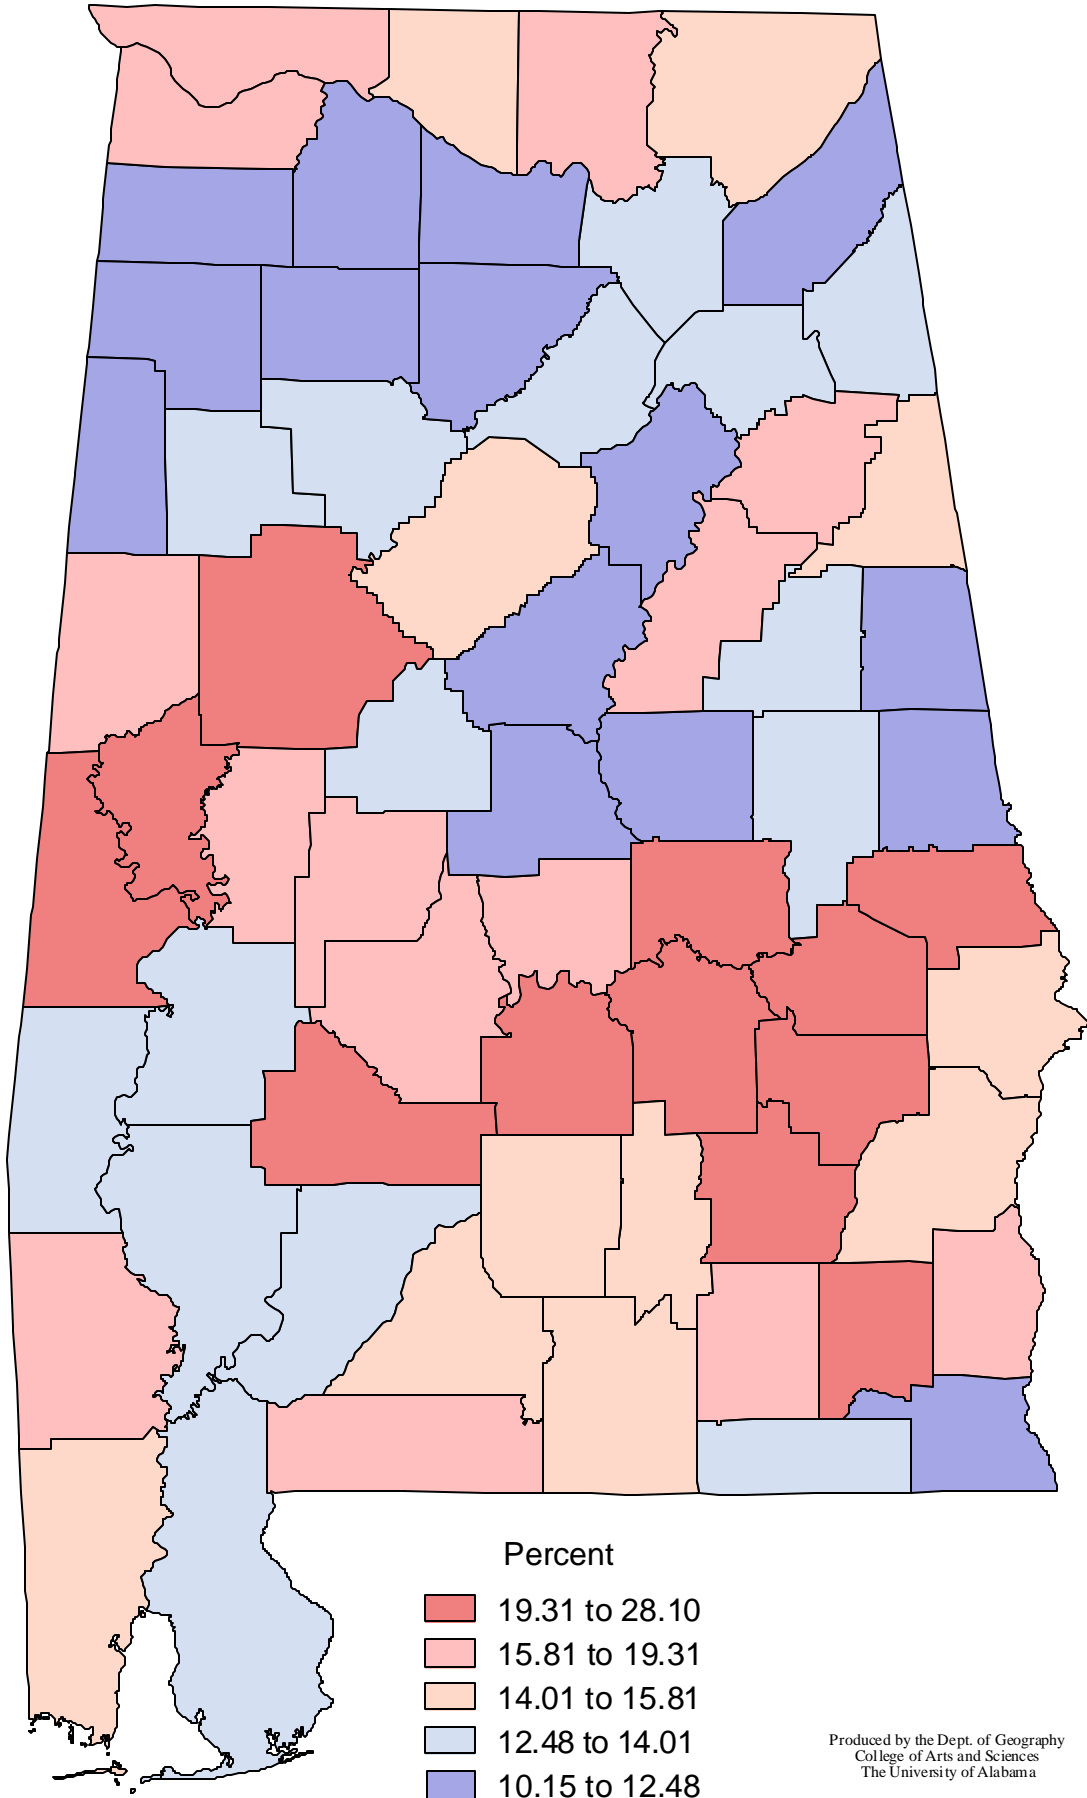 Percent
19.31 to 28.10
15.81 to 19.31
14.01 to 15.81
12.48 to 14.01
10.15 to 12.48
Produced by the Dept. of Geography
College of Arts and Sciences
The University of Alabama